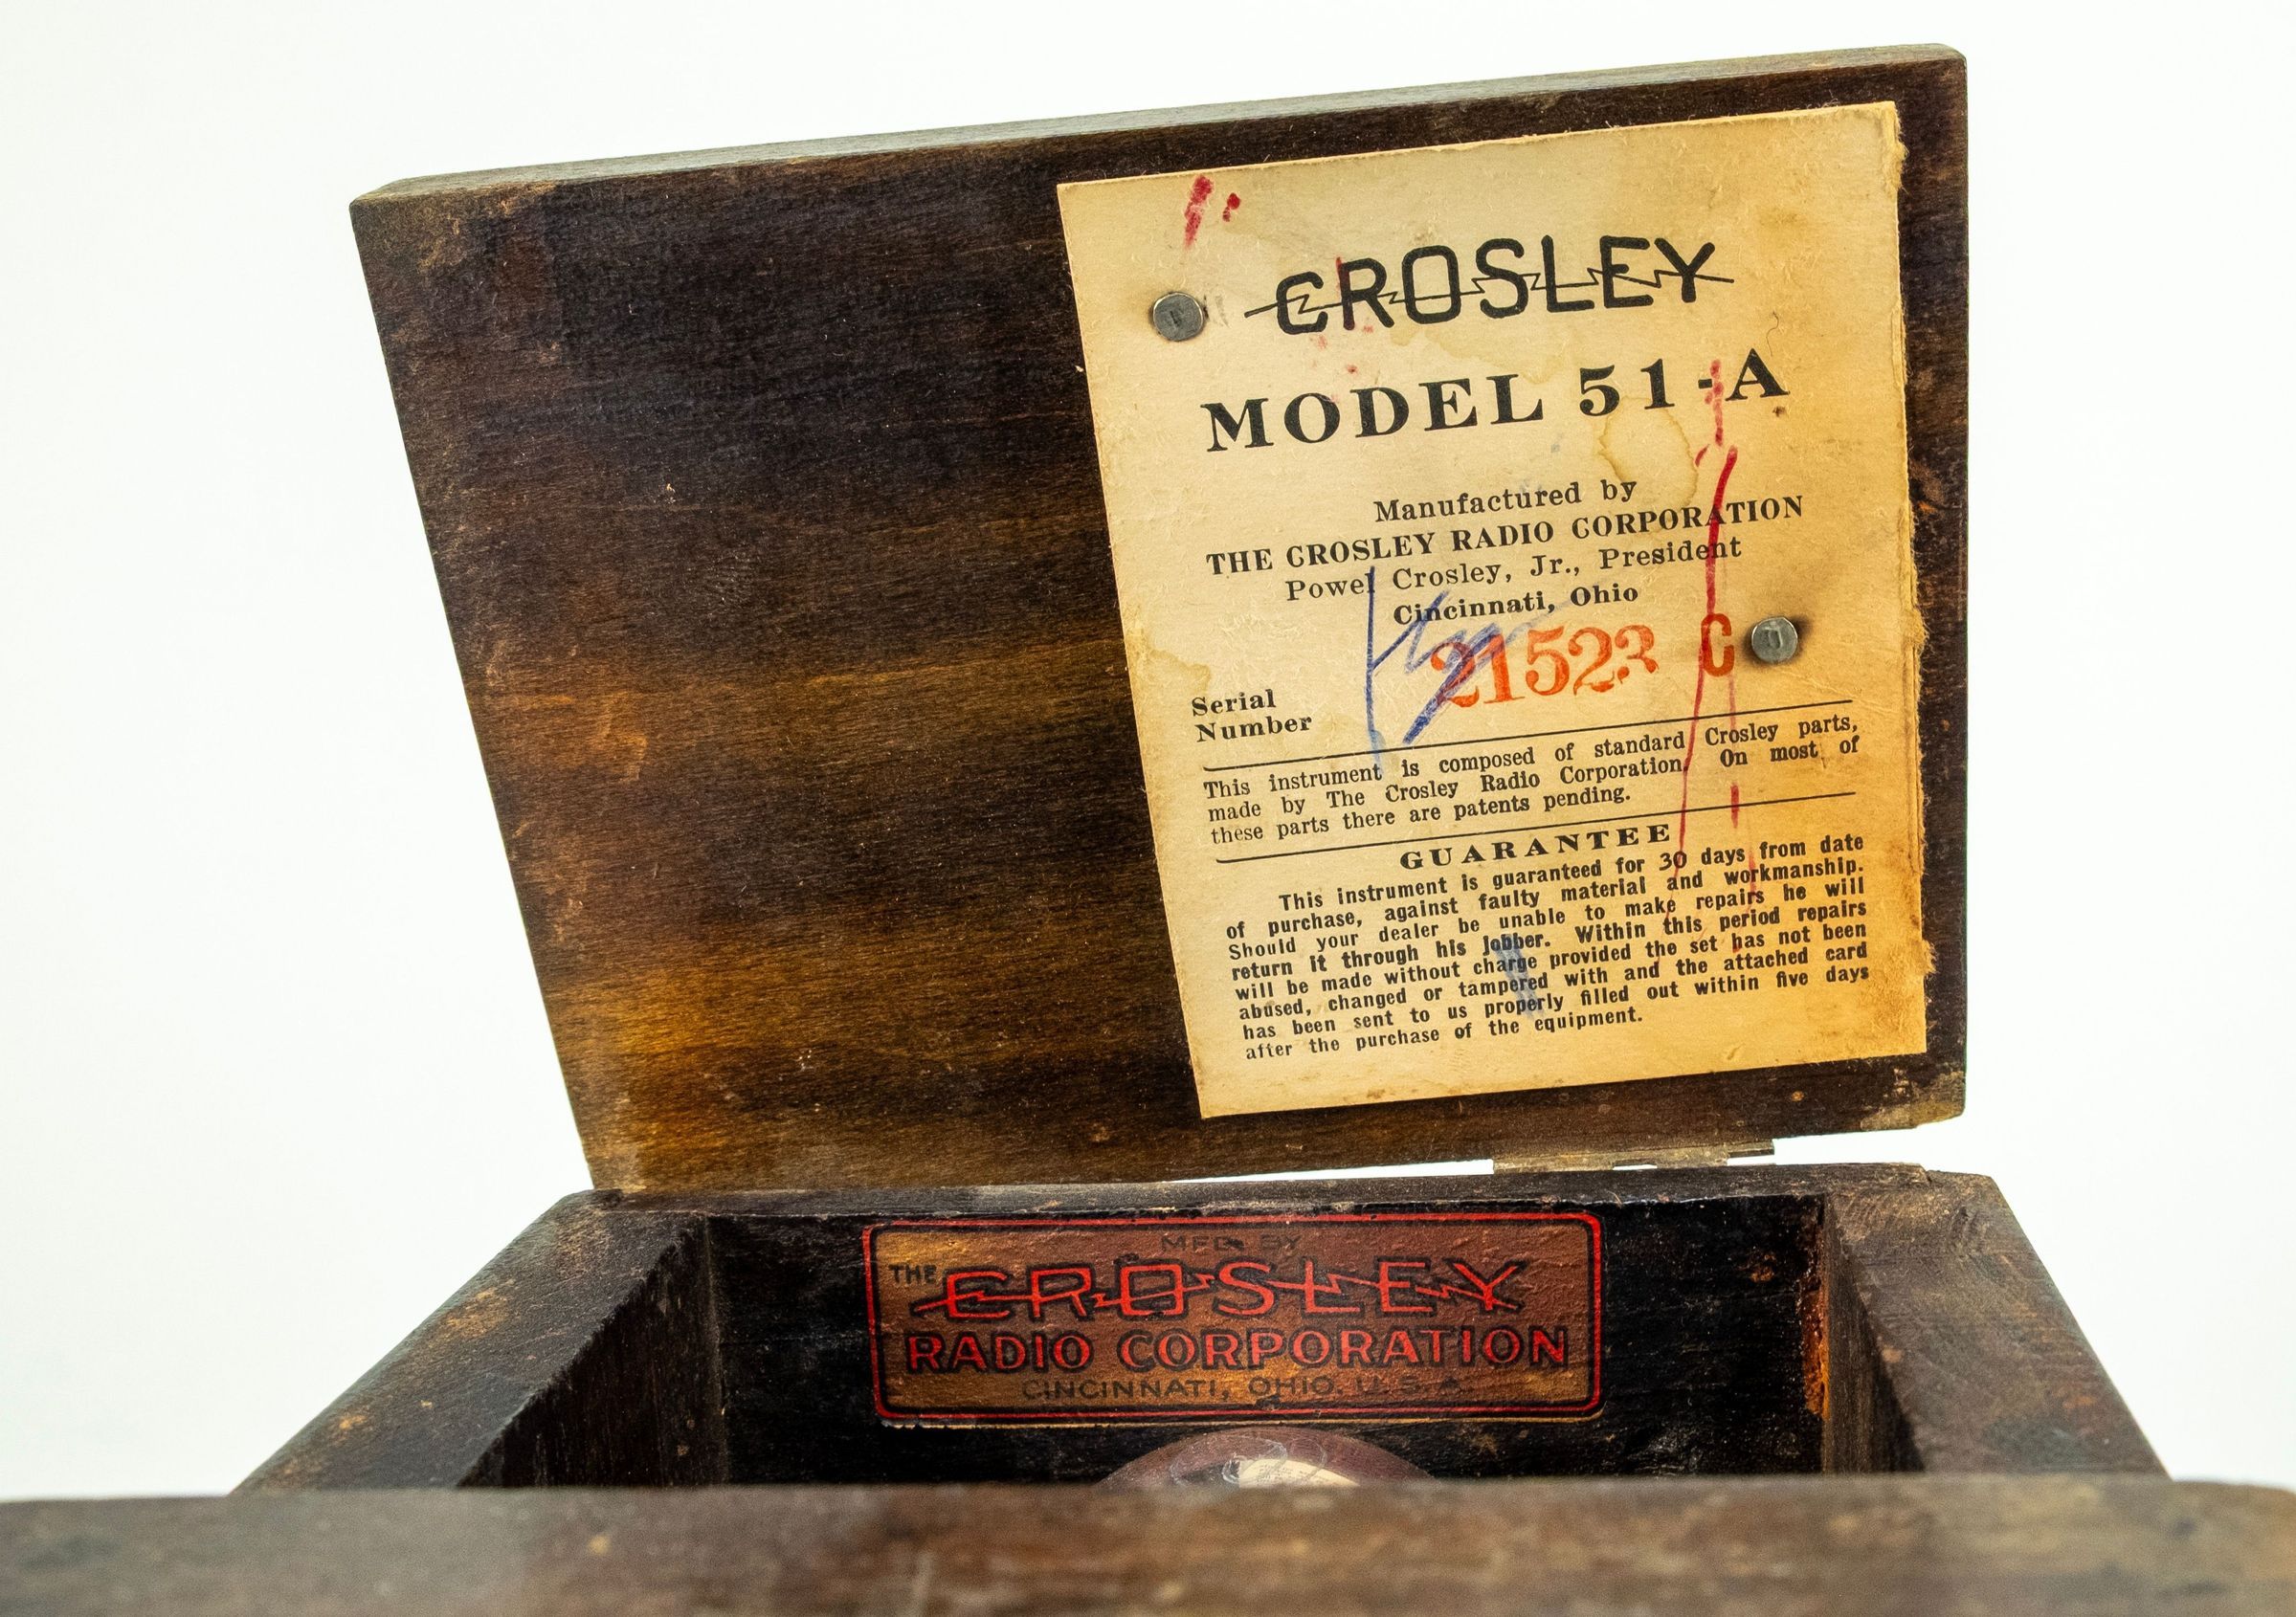 CROSLEY
MODEL 51-A
Manufactured by
THE CROSLEY RADIO CORPORATION
Powel Crosley, Jr., President
Cincinnati, Ohio
21523 C
Serial
Number
This instrument is composed of standard Crosley parts,
made by The Crosley Radio Corporation. On most of
these parts there are patents pending.
GUARANTEE
This instrument is guaranteed for 30 days from date
of purchase, against faulty material and workmanship.
Should your dealer be unable to make repairs he will
return it through his jobber. Within this period repairs
will be made without charge provided the set has not been
abused, changed or tampered with and the attached card
has been sent to us properly filled out within five days
after the purchase of the equipment.
MFD. BY
THE CROSLEY
RADIO CORPORATION
CINCINNATI, OHIO. U. S. A.